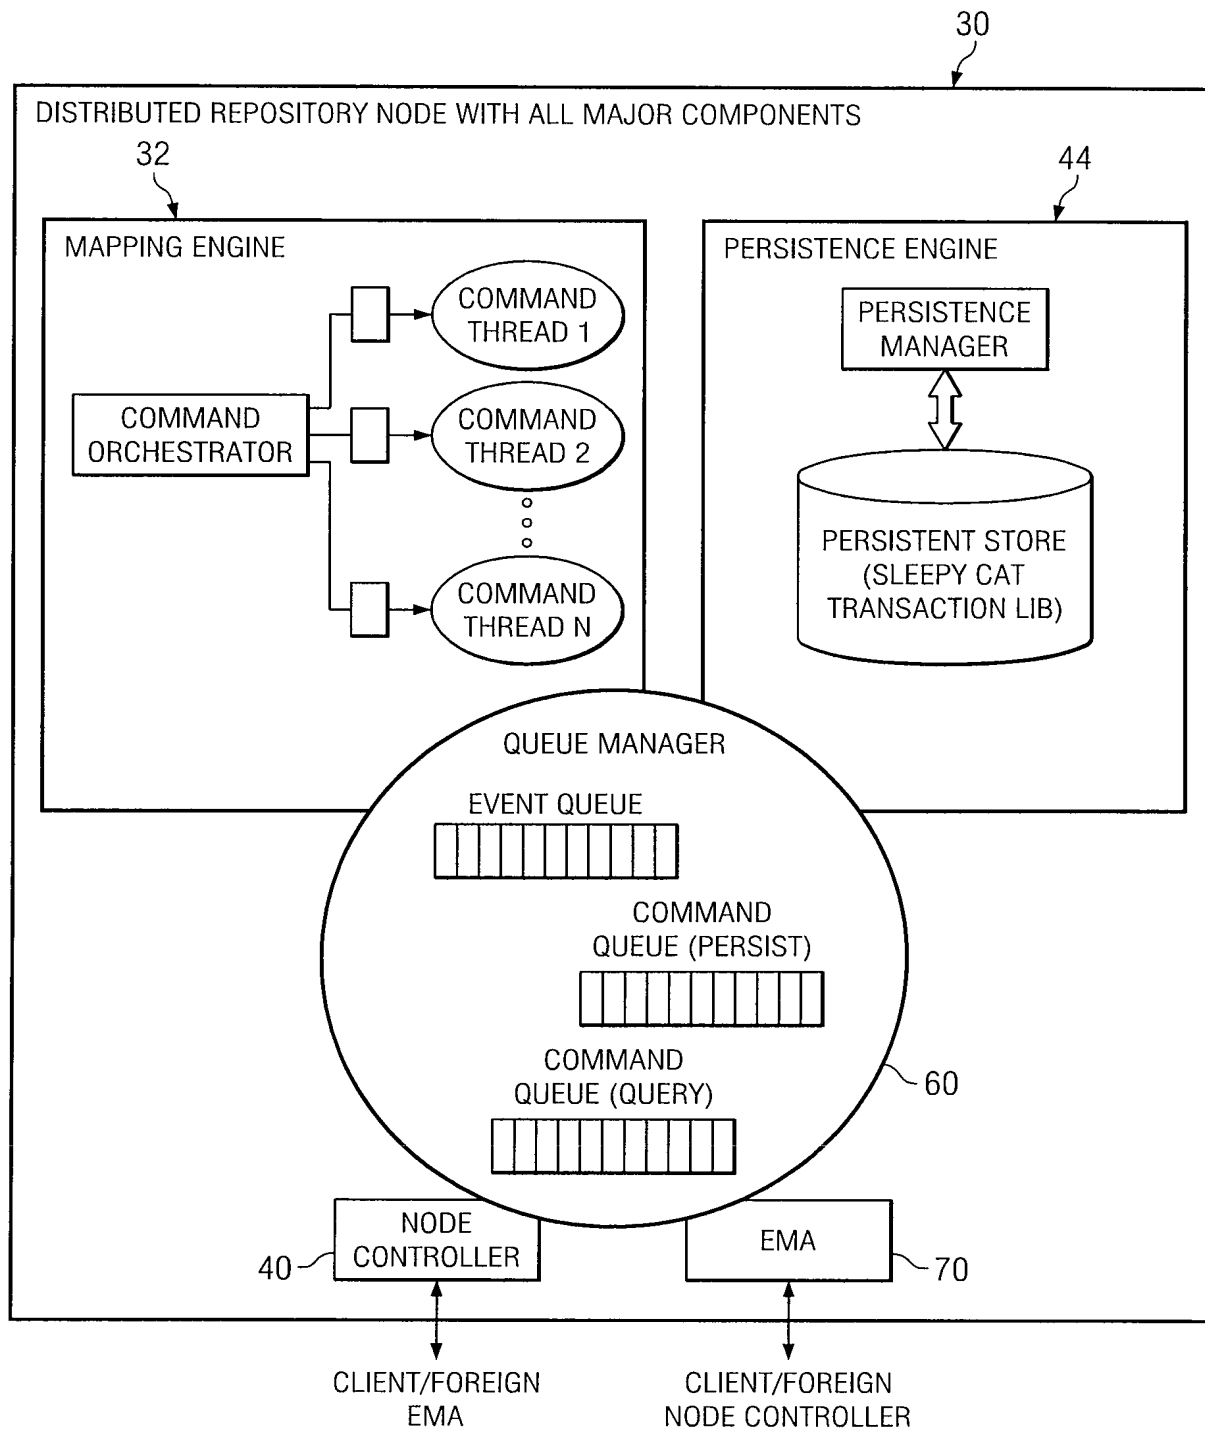 30
DISTRIBUTED REPOSITORY NODE WITH ALL MAJOR COMPONENTS
32
44
MAPPING ENGINE
COMMAND
THREAD 1
COMMAND
ORCHESTRATOR
COMMAND
THREAD 2
COMMAND
THREAD N
PERSISTENCE ENGINE
PERSISTENCE
MANAGER
PERSISTENT STORE
(SLEEPY CAT
TRANSACTION LIB)
QUEUE MANAGER
EVENT QUEUE
COMMAND
QUEUE (PERSIST)
COMMAND
QUEUE (QUERY)
60
NODE
CONTROLLER
40
EMA
70
CLIENT/FOREIGN
EMA
CLIENT/FOREIGN
NODE CONTROLLER